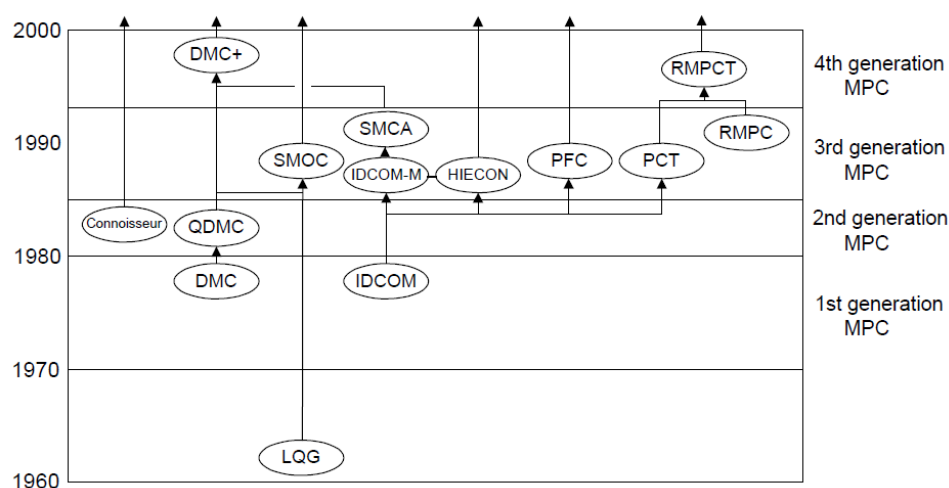 2000
DMC+
RMPCT
4th generation
MPC
1990
SMCA
RMPC
SMOC
IDCOM-M
HIECON
PFC
PCT
3rd generation
MPC
Connoisseur
QDMC
2nd generation
MPC
1980
DMC
IDCOM
1st generation
MPC
1970
LQG
1960